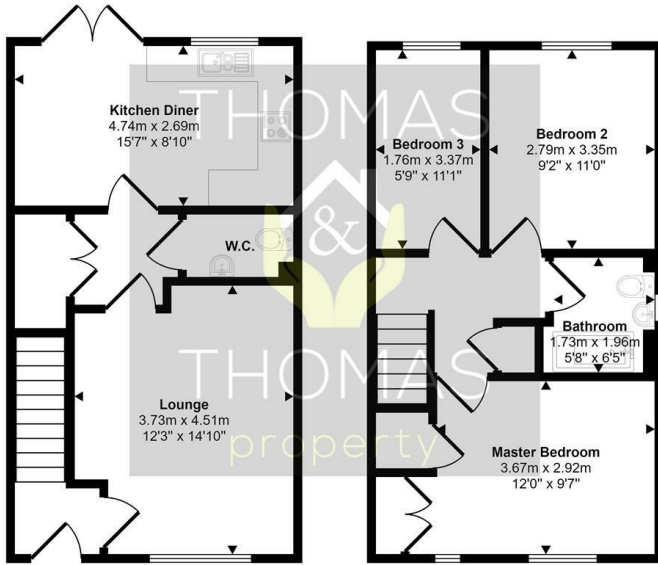 Kitchen Diner
4.74m x 2.69m
15'7" x 8'10"
W.C.
Lounge
3.73m x 4.51m
12'3" x 14'10"
Bedroom 3
1.76m x 3.37m
5'9" x 11'1"
Bedroom 2
2.79m x 3.35m
9'2" x 11'0"
Bathroom
1.73m x 1.96m
5'8" x 6'5"
Master Bedroom
3.67m x 2.92m
12'0" x 9'7"
THOMAS
&
THOMAS
property